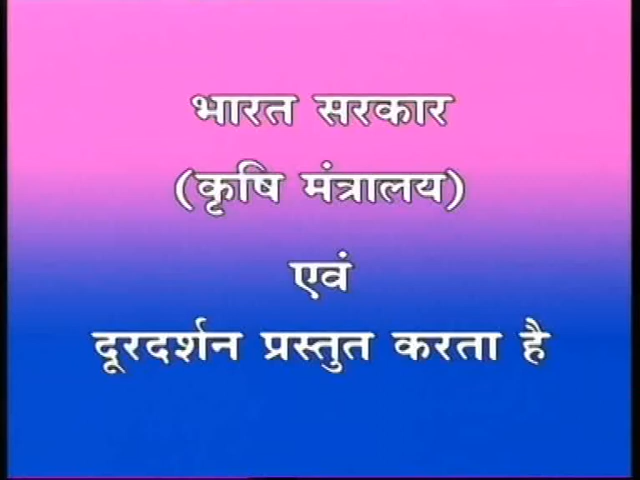 भारत सरकार
(कृषि मंत्रालय)
एवं
दूरदर्शन प्रस्तुत करता है